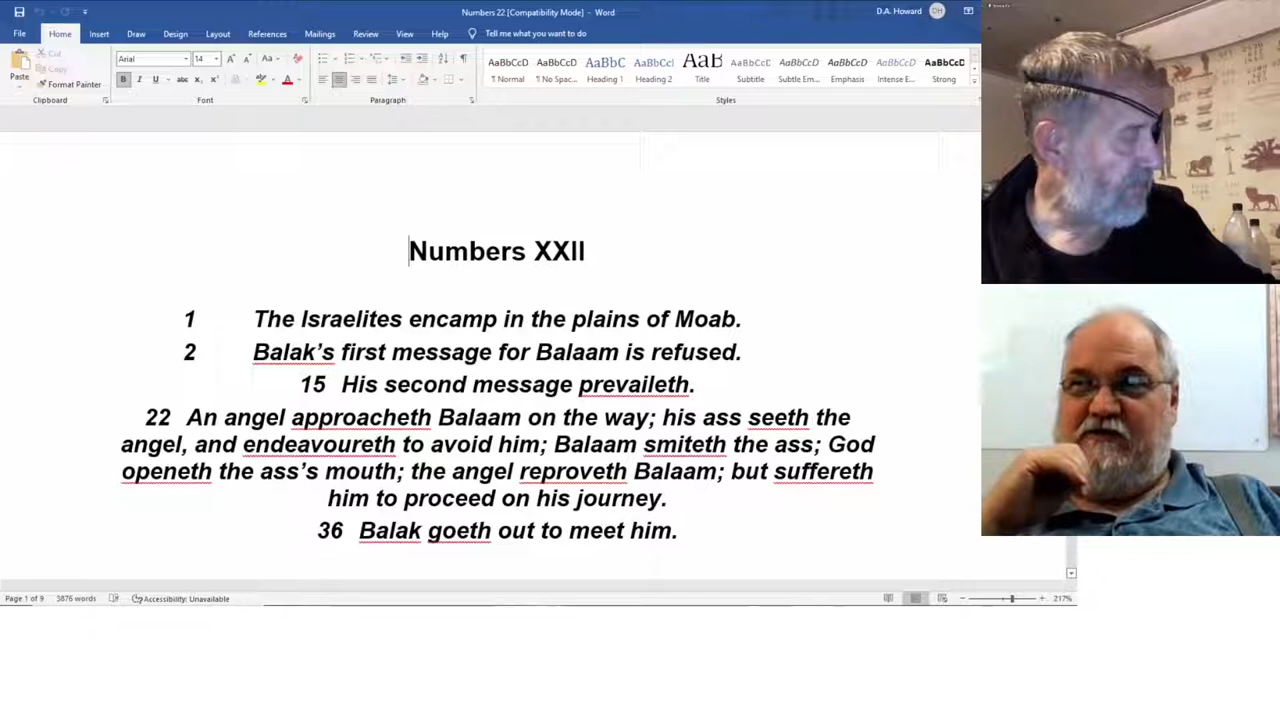 Numbers 22 [Compatibility Mode] - Word
D.A. Howard
DH
File Home Insert Draw Design Layout References Mailings Review View Help Tell me what you want to do
Paste
Cut
Copy
Format Painter
Clipboard
Arial 14
Font
Paragraph
AaBbCcD AaBbCcD AaBbC AaBbCcI AaB AaBbCcD AaBbCcD AaBbCcD AaBbCcD AaBbCcD
¶ Normal ¶ No Spac... Heading 1 Heading 2 Title Subtitle Subtle Em... Emphasis Intense E... Strong
Styles
Numbers XXII
1 The Israelites encamp in the plains of Moab.
2 Balak's first message for Balaam is refused.
15 His second message prevaileth.
22 An angel approacheth Balaam on the way; his ass seeth the
angel, and endeavoureth to avoid him; Balaam smiteth the ass; God
openeth the ass's mouth; the angel reproveth Balaam; but suffereth
him to proceed on his journey.
36 Balak goeth out to meet him.
Page 1 of 9 3876 words Accessibility: Unavailable 217%